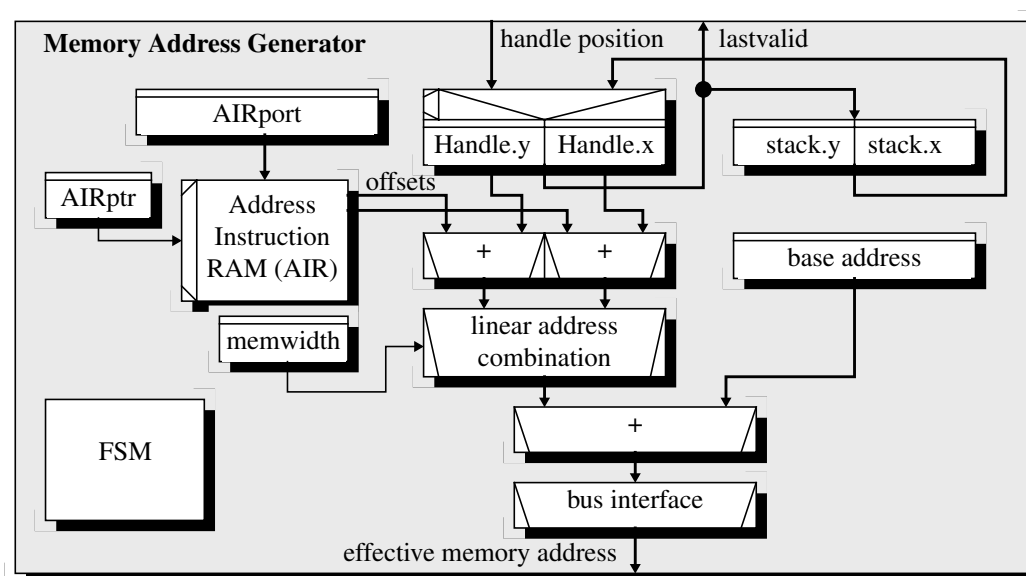 Memory Address Generator
handle position
lastvalid
AIRport
Handle.y
Handle.x
stack.y
stack.x
AIRptr
offsets
Address
Instruction
RAM (AIR)
+
+
base address
memwidth
linear address
combination
FSM
+
bus interface
effective memory address